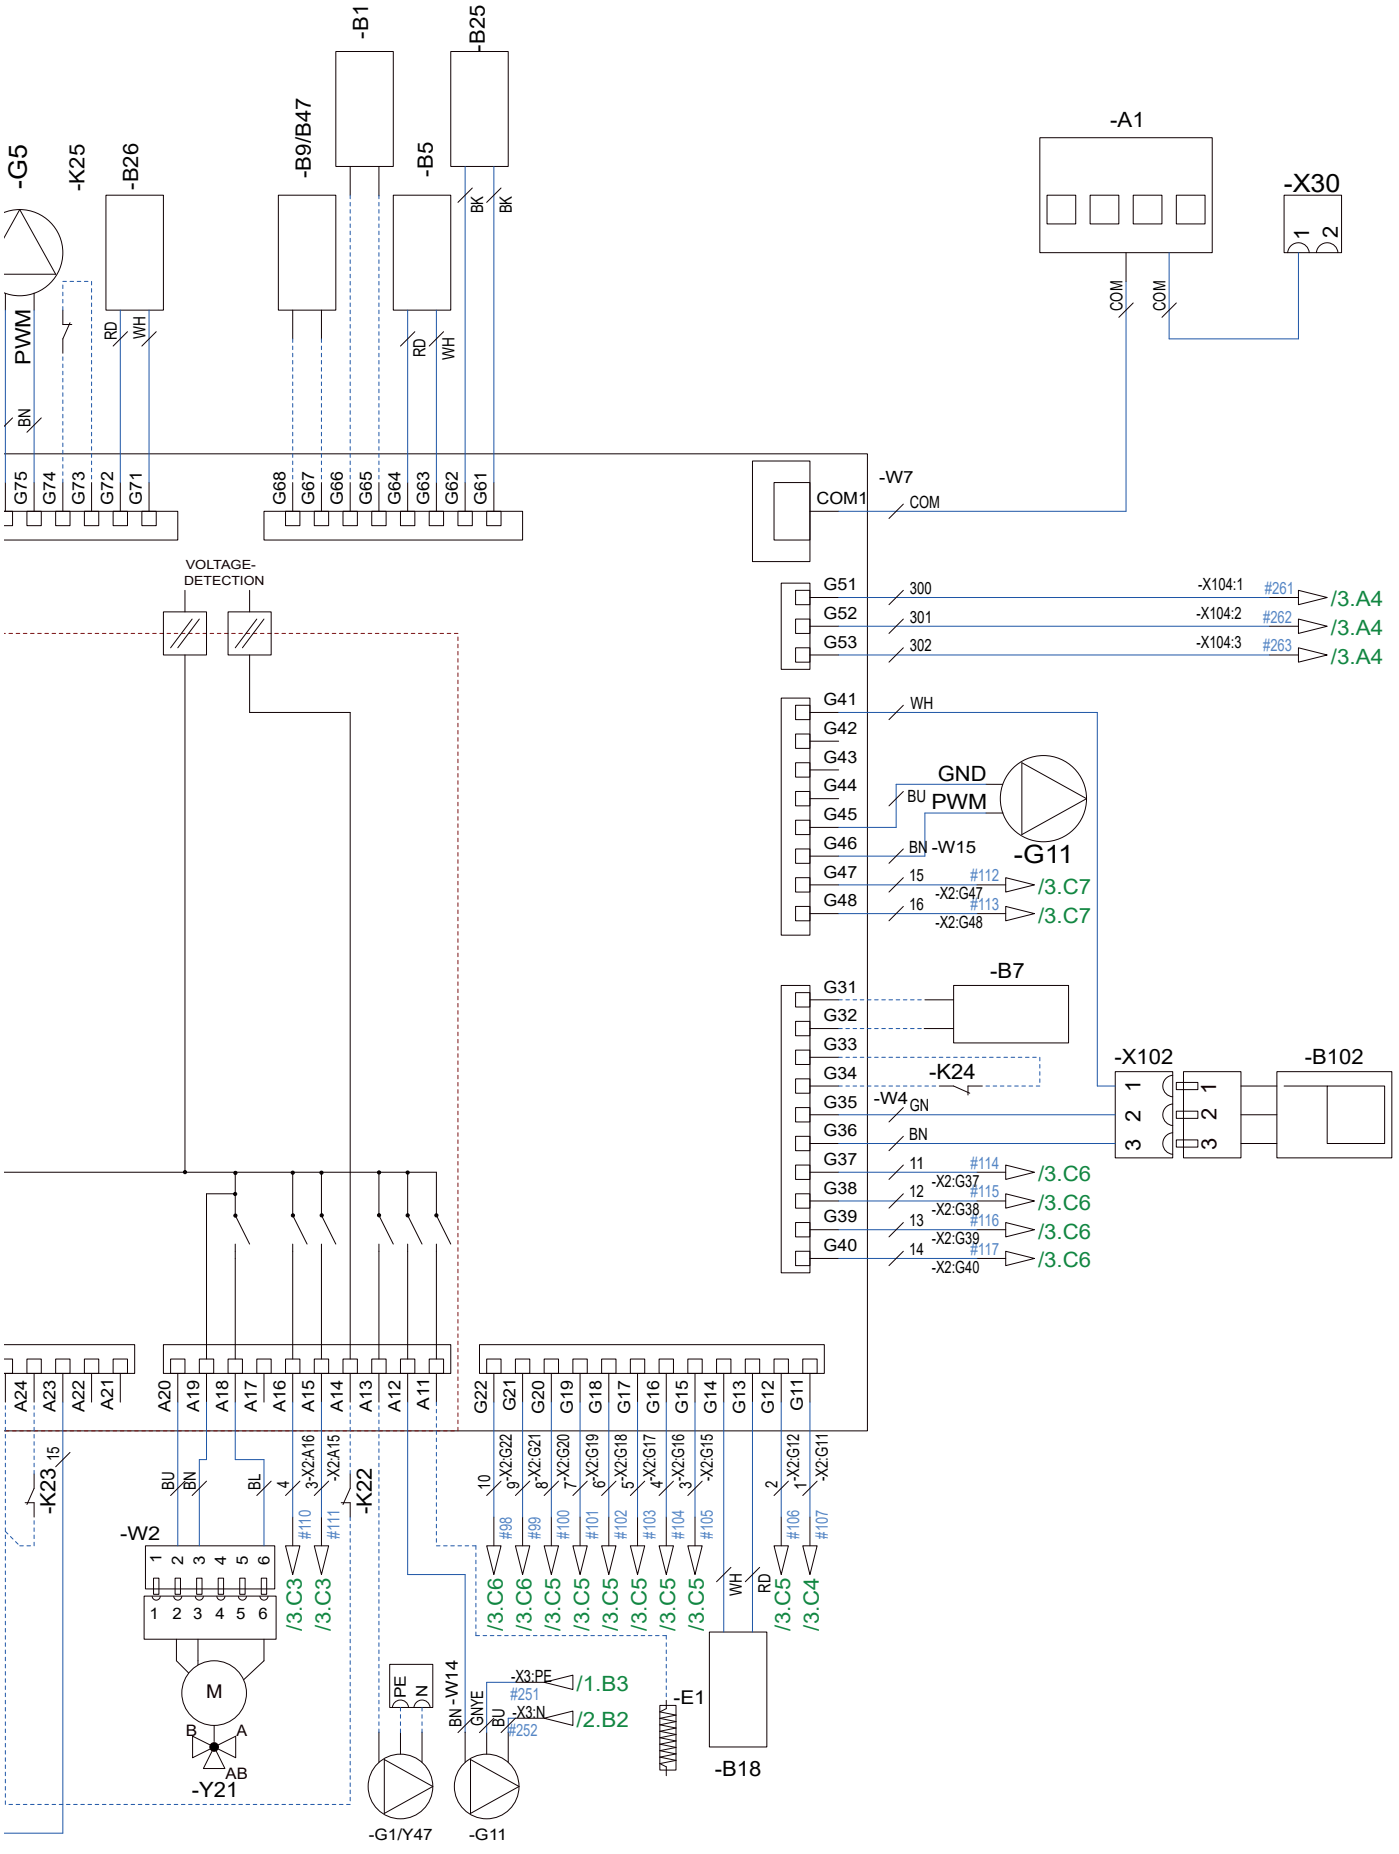 -G5
-K25
-B26
-B9/B47
-B1
-B5
-B25
-A1
-X30
1
2
PWM
BN
RD
WH
RD
WH
BK
BK
COM
COM
G75
G74
G73
G72
G71
G68
G67
G66
G65
G64
G63
G62
G61
COM1
-W7
COM
VOLTAGE-
DETECTION
G51 300 -X104:1 #261 /3.A4
G52 301 -X104:2 #262 /3.A4
G53 302 -X104:3 #263 /3.A4
G41 WH
G42
G43
G44
GND
BU
PWM
G45
G46 BN -W15
-G11
G47 15 #112 /3.C7
-X2:G47
G48 16 #113 /3.C7
-X2:G48
-B7
G31
G32
G33
G34 -K24
-X102
-B102
G35 -W4 GN
G36 BN
1
2
3
1
2
3
G37 11 #114 /3.C6
-X2:G37
G38 12 #115 /3.C6
-X2:G38
G39 13 #116 /3.C6
-X2:G39
G40 14 #117 /3.C6
-X2:G40
A24
A23
A22
A21
A20
A19
A18
A17
A16
A15
A14
A13
A12
A11
G22
G21
G20
G19
G18
G17
G16
G15
G14
G13
G12
G11
-K23
15
BU
BN
BL
4
-X2:A16
3
-X2:A15
-K22
#110
#111
/3.C3
/3.C3
10
-X2:G22
9
-X2:G21
8
-X2:G20
7
-X2:G19
6
-X2:G18
5
-X2:G17
4
-X2:G16
3
-X2:G15
2
-X2:G12
1
-X2:G11
#98
#99
#100
#101
#102
#103
#104
#105
#106
#107
/3.C6
/3.C6
/3.C5
/3.C5
/3.C5
/3.C5
/3.C5
/3.C5
WH
RD
/3.C5
/3.C4
-W2
1 2 3 4 5 6
1 2 3 4 5 6
M
B
A
AB
-Y21
PE
N
-G1/Y47
-W14
BN
GNYE
BU
-X3:PE
#251
/1.B3
-X3:N
#252
/2.B2
-G11
-E1
-B18